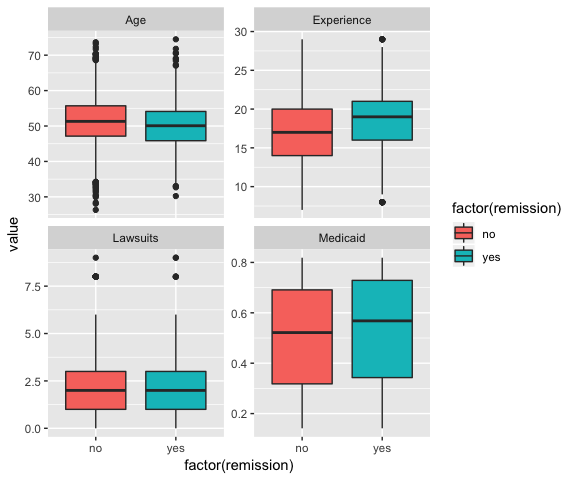 Age
Experience
70
60
50
40
30
30
25
20
15
10
Lawsuits
Medicaid
7.5
5.0
2.5
0.0
0.8
0.6
0.4
0.2
no
yes
no
yes
factor(remission)
value
factor(remission)
no
yes